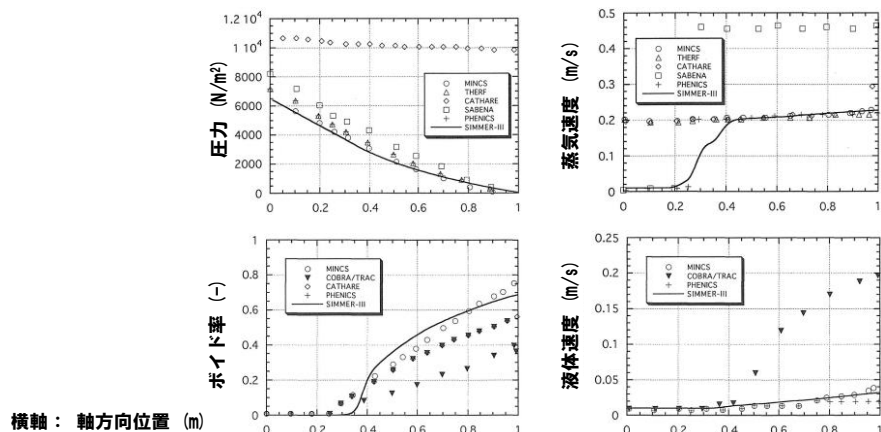 圧力 (N/m²)
1.2 10⁴
1 10⁴
8000
6000
4000
2000
0
0 0.2 0.4 0.6 0.8 1
MINCS
THERF
CATHARE
SABENA
PHENICS
SIMMER-III
蒸気速度 (m/s)
0.5
0.4
0.3
0.2
0.1
0
0 0.2 0.4 0.6 0.8 1
MINCS
THERF
CATHARE
SABENA
PHENICS
SIMMER-III
ボイド率 (-)
1
0.8
0.6
0.4
0.2
0
0 0.2 0.4 0.6 0.8 1
MINCS
COBRA/TRAC
CATHARE
PHENICS
SIMMER-III
液体速度 (m/s)
0.25
0.2
0.15
0.1
0.05
0
0 0.2 0.4 0.6 0.8 1
MINCS
COBRA/TRAC
PHENICS
SIMMER-III
横軸： 軸方向位置 (m)